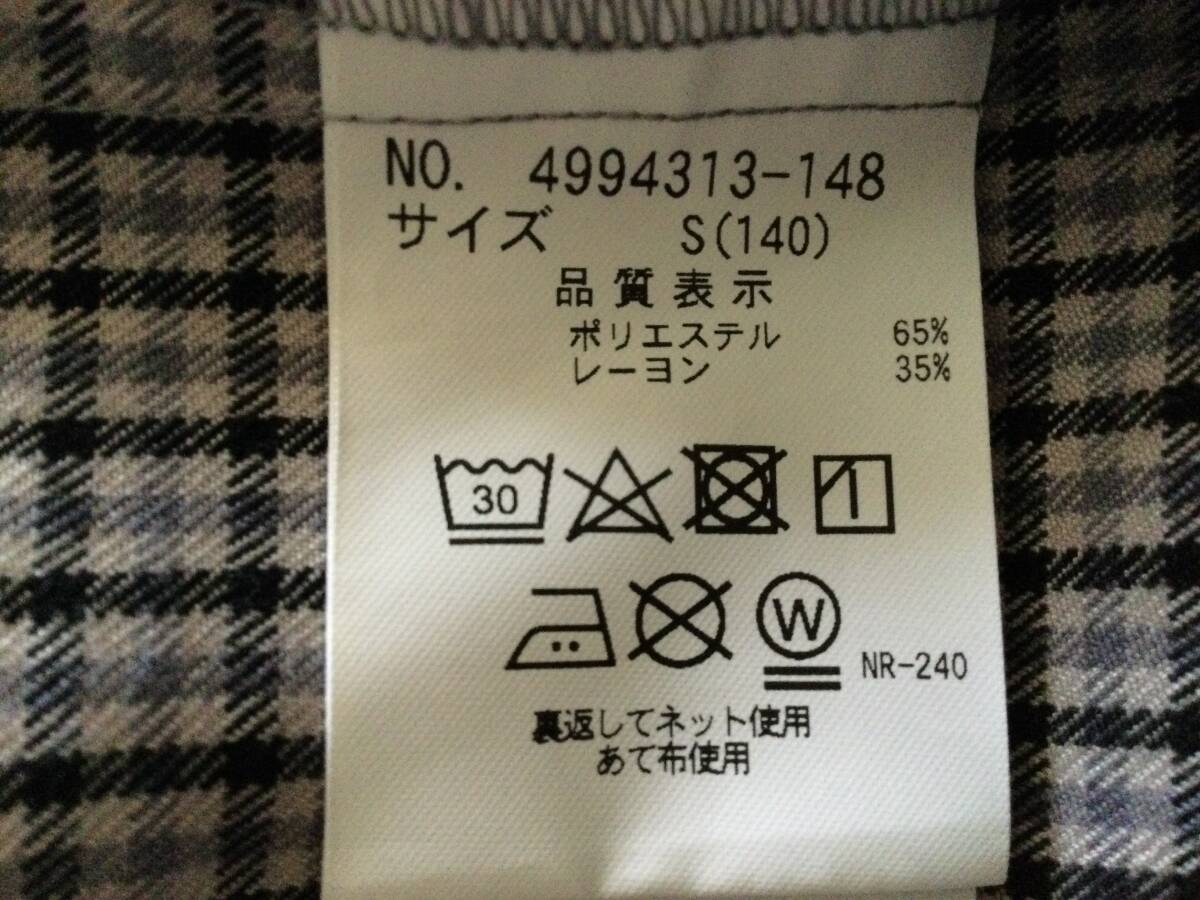 NO. 4994313-148
サイズ S(140)
品質表示
ポリエステル 65%
レーヨン 35%
30
W
NR-240
裏返してネット使用
あて布使用